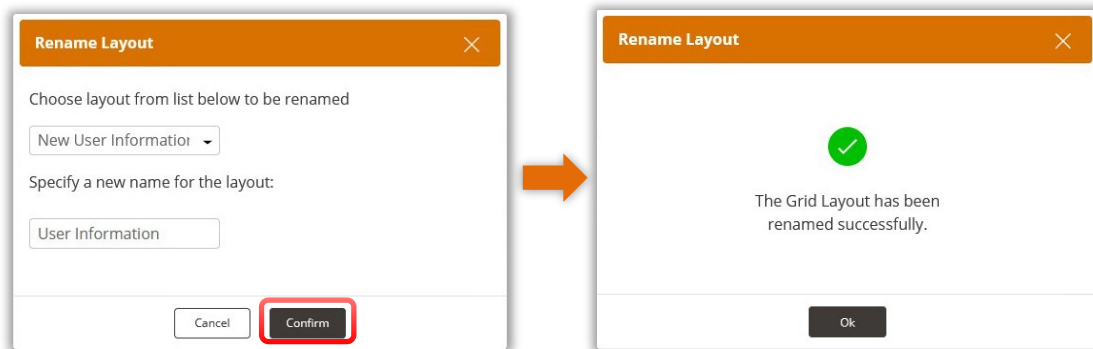 Rename Layout
Choose layout from list below to be renamed
New User Information
Specify a new name for the layout:
User Information
Cancel
Confirm
Rename Layout
The Grid Layout has been
renamed successfully.
Ok